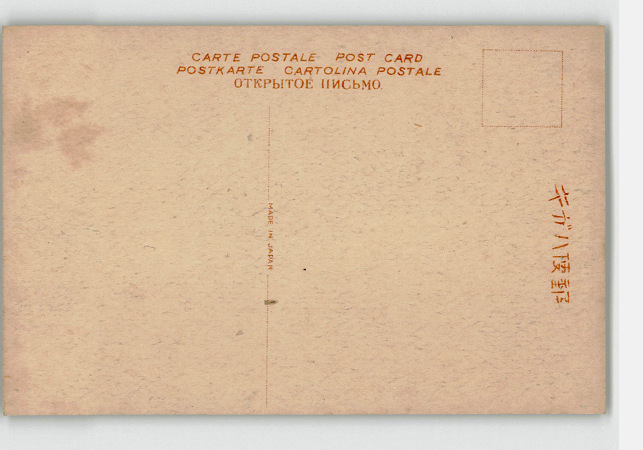 CARTE POSTALE POST CARD
POSTKARTE CARTOLINA POSTALE
ОТКРЫТОЕ ПИСЬМО.
MADE IN JAPAN
キガハ便郵